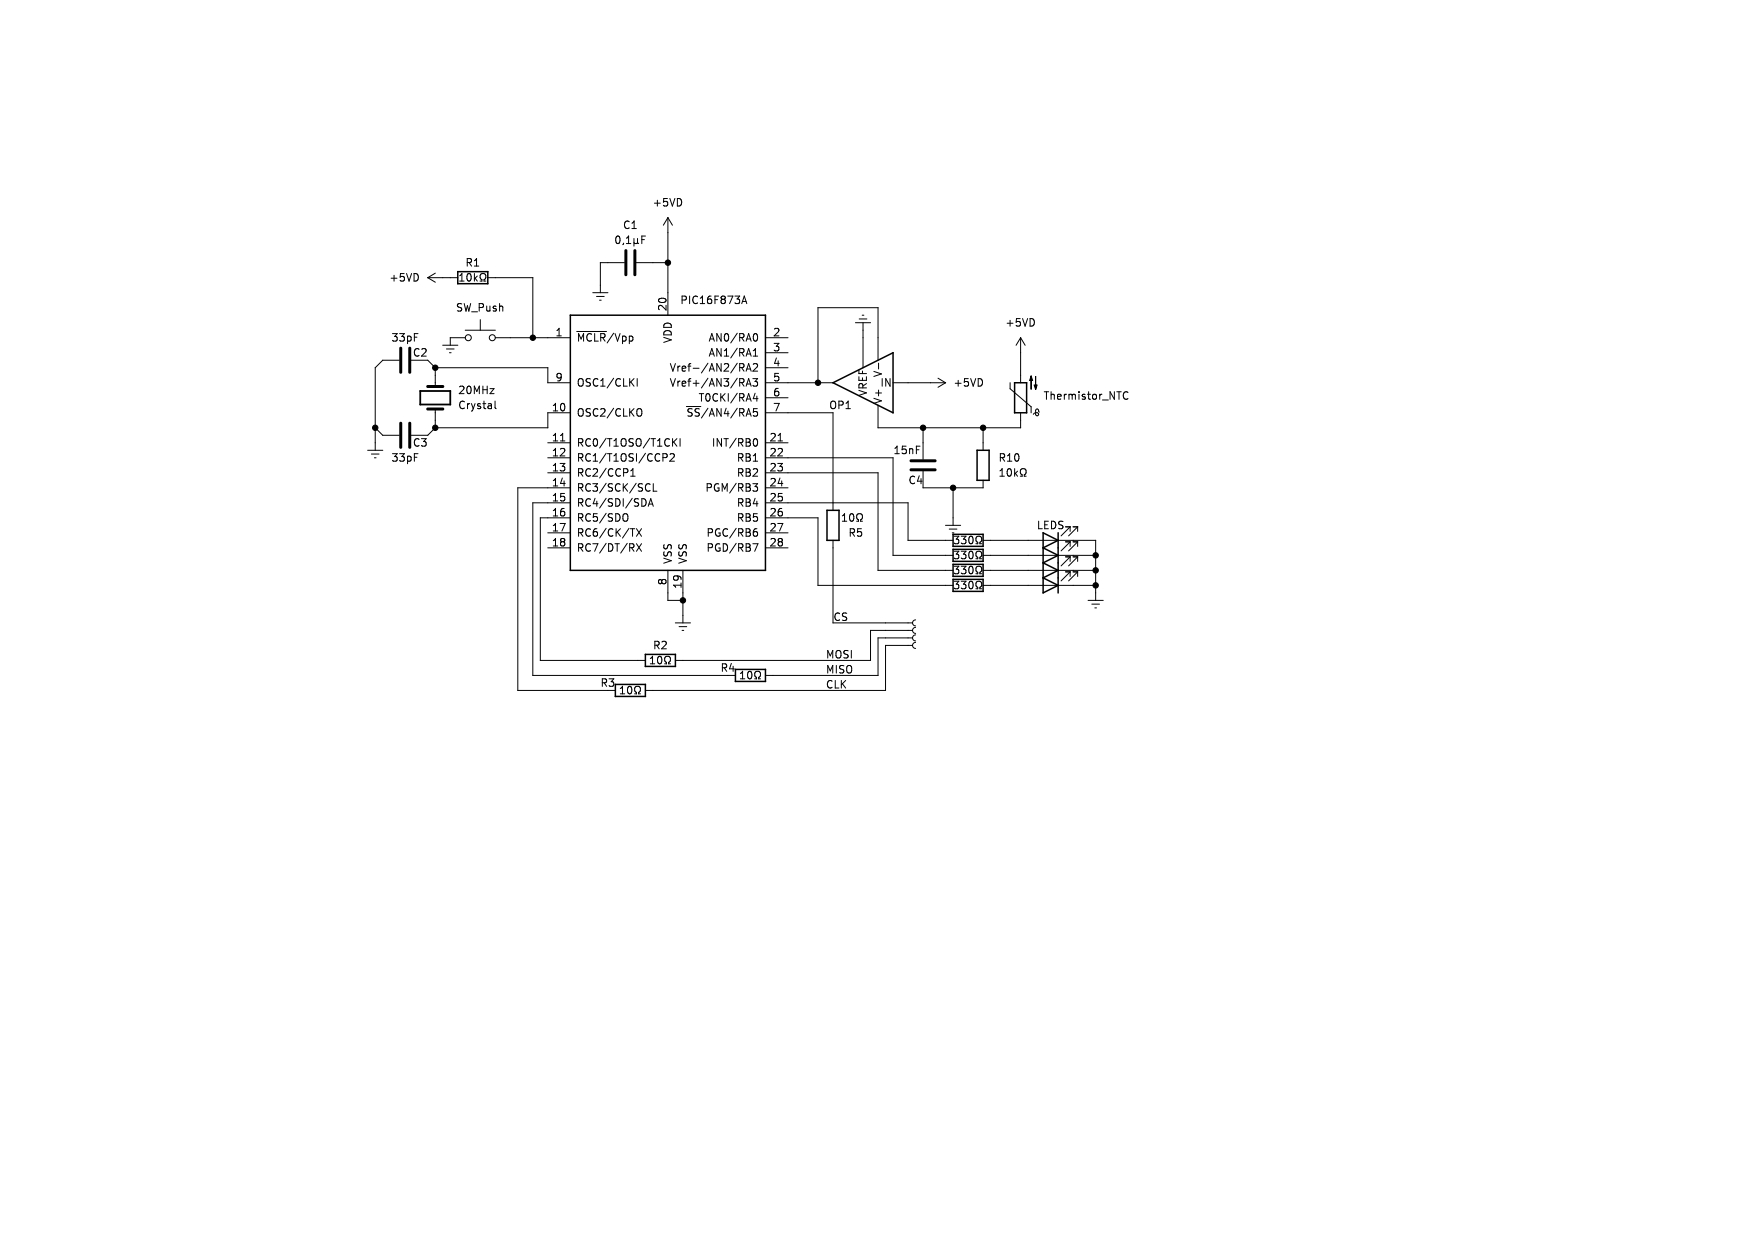 +5VD
C1
0,1µF
R1
+5VD
10kΩ
20
PIC16F873A
SW_Push
+5VD
1
MCLR/Vpp
VDD
AN0/RA0
2
33pF
C2
AN1/RA1
3
Vref-/AN2/RA2
4
9
OSC1/CLKI
Vref+/AN3/RA3
5
VREF
V-
V+
IN
+5VD
20MHz
Crystal
T0CKI/RA4
6
OP1
Thermistor_NTC
θ
10
OSC2/CLKO
SS/AN4/RA5
7
C3
33pF
11
RC0/T1OSO/T1CKI
INT/RB0
21
12
RC1/T1OSI/CCP2
RB1
22
15nF
C4
R10
10kΩ
13
RC2/CCP1
RB2
23
14
RC3/SCK/SCL
PGM/RB3
24
15
RC4/SDI/SDA
RB4
25
16
RC5/SDO
RB5
26
10Ω
R5
17
RC6/CK/TX
PGC/RB6
27
18
RC7/DT/RX
PGD/RB7
28
LEDS
330Ω
330Ω
330Ω
330Ω
VSS
VSS
8
19
CS
R2
10Ω
MOSI
R4
10Ω
MISO
R3
10Ω
CLK